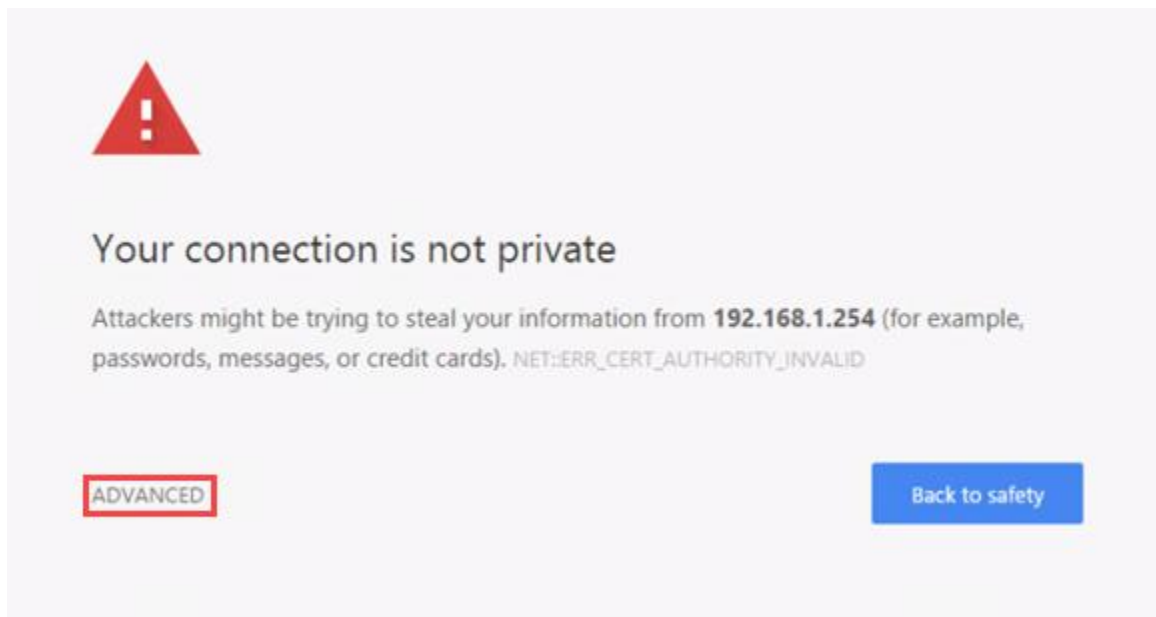 Your connection is not private
Attackers might be trying to steal your information from 192.168.1.254 (for example,
passwords, messages, or credit cards). NET::ERR_CERT_AUTHORITY_INVALID
ADVANCED
Back to safety